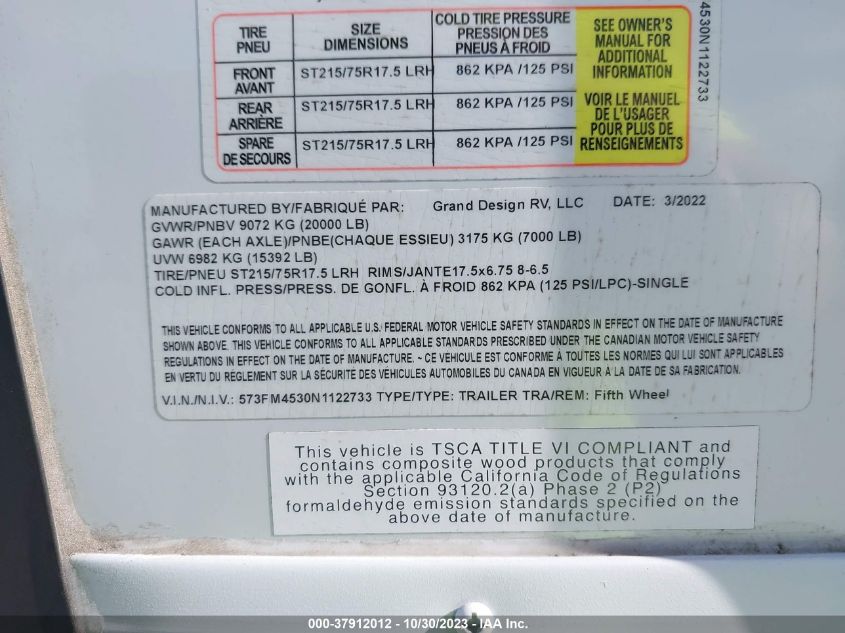 TIRE
PNEU
SIZE
DIMENSIONS
COLD TIRE PRESSURE
PRESSION DES
PNEUS À FROID
SEE OWNER'S
MANUAL FOR
ADDITIONAL
INFORMATION
FRONT
AVANT
ST215/75R17.5 LRH
862 KPA /125 PSI
REAR
ARRIÈRE
ST215/75R17.5 LRH
862 KPA /125 PSI
VOIR LE MANUEL
DE L'USAGER
POUR PLUS DE
RENSEIGNEMENTS
SPARE
DE SECOURS
ST215/75R17.5 LRH
862 KPA /125 PSI
4530N1122733
MANUFACTURED BY/FABRIQUÉ PAR: Grand Design RV, LLC DATE: 3/2022
GVWR/PNBV 9072 KG (20000 LB)
GAWR (EACH AXLE)/PNBE(CHAQUE ESSIEU) 3175 KG (7000 LB)
UVW 6982 KG (15392 LB)
TIRE/PNEU ST215/75R17.5 LRH RIMS/JANTE17.5x6.75 8-6.5
COLD INFL. PRESS/PRESS. DE GONFL. À FROID 862 KPA (125 PSI/LPC)-SINGLE
THIS VEHICLE CONFORMS TO ALL APPLICABLE U.S. FEDERAL MOTOR VEHICLE SAFETY STANDARDS IN EFFECT ON THE DATE OF MANUFACTURE
SHOWN ABOVE. THIS VEHICLE CONFORMS TO ALL APPLICABLE STANDARDS PRESCRIBED UNDER THE CANADIAN MOTOR VEHICLE SAFETY
REGULATIONS IN EFFECT ON THE DATE OF MANUFACTURE. ~ CE VÉHICULE EST CONFORME À TOUTES LES NORMES QUI LUI SONT APPLICABLES
EN VERTU DU RÈGLEMENT SUR LA SÉCURITÉ DES VÉHICULES AUTOMOBILES DU CANADA EN VIGUEUR À LA DATE DE SA FABRICATION.
V.I.N./N.I.V.: 573FM4530N1122733 TYPE/TYPE: TRAILER TRA/REM: Fifth Wheel
This vehicle is TSCA TITLE VI COMPLIANT and
contains composite wood products that comply
with the applicable California Code of Regulations
Section 93120.2(a) Phase 2 (P2)
formaldehyde emission standards specified on the
above date of manufacture.
000-37912012 - 10/30/2023 - IAA Inc.